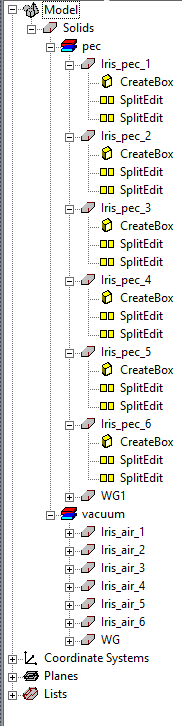 Model
Solids
pec
Iris_pec_1
CreateBox
SplitEdit
SplitEdit
Iris_pec_2
CreateBox
SplitEdit
SplitEdit
Iris_pec_3
CreateBox
SplitEdit
SplitEdit
Iris_pec_4
CreateBox
SplitEdit
SplitEdit
Iris_pec_5
CreateBox
SplitEdit
SplitEdit
Iris_pec_6
CreateBox
SplitEdit
SplitEdit
WG1
vacuum
Iris_air_1
Iris_air_2
Iris_air_3
Iris_air_4
Iris_air_5
Iris_air_6
WG
Coordinate Systems
Planes
Lists